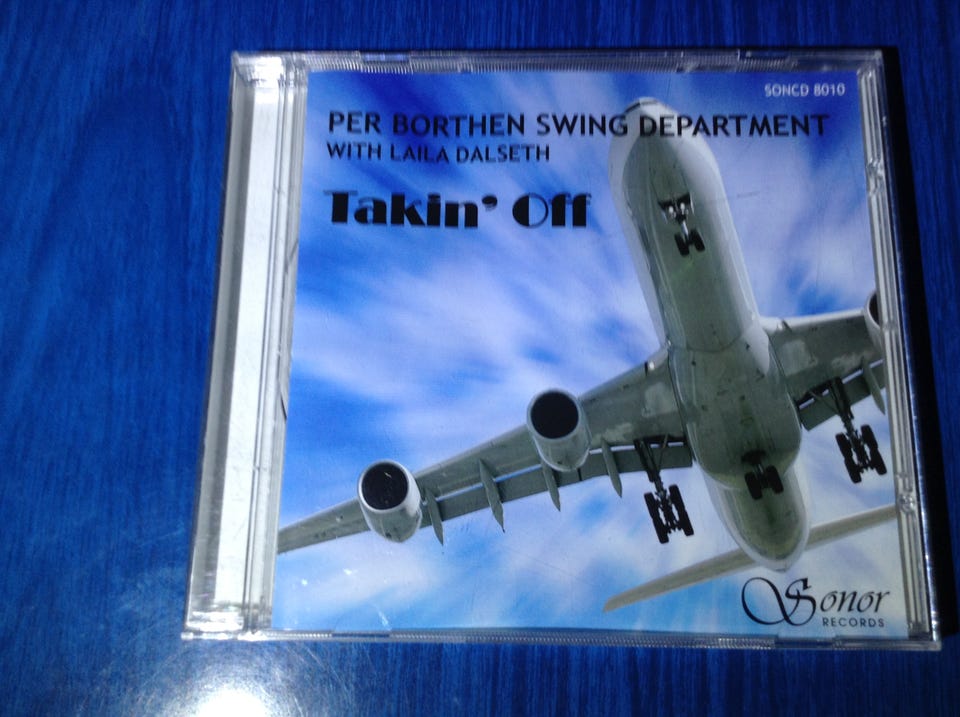 SONCD 8010
PER BORTHEN SWING DEPARTMENT
WITH LAILA DALSETH
Takin' Off
Sonor
RECORDS